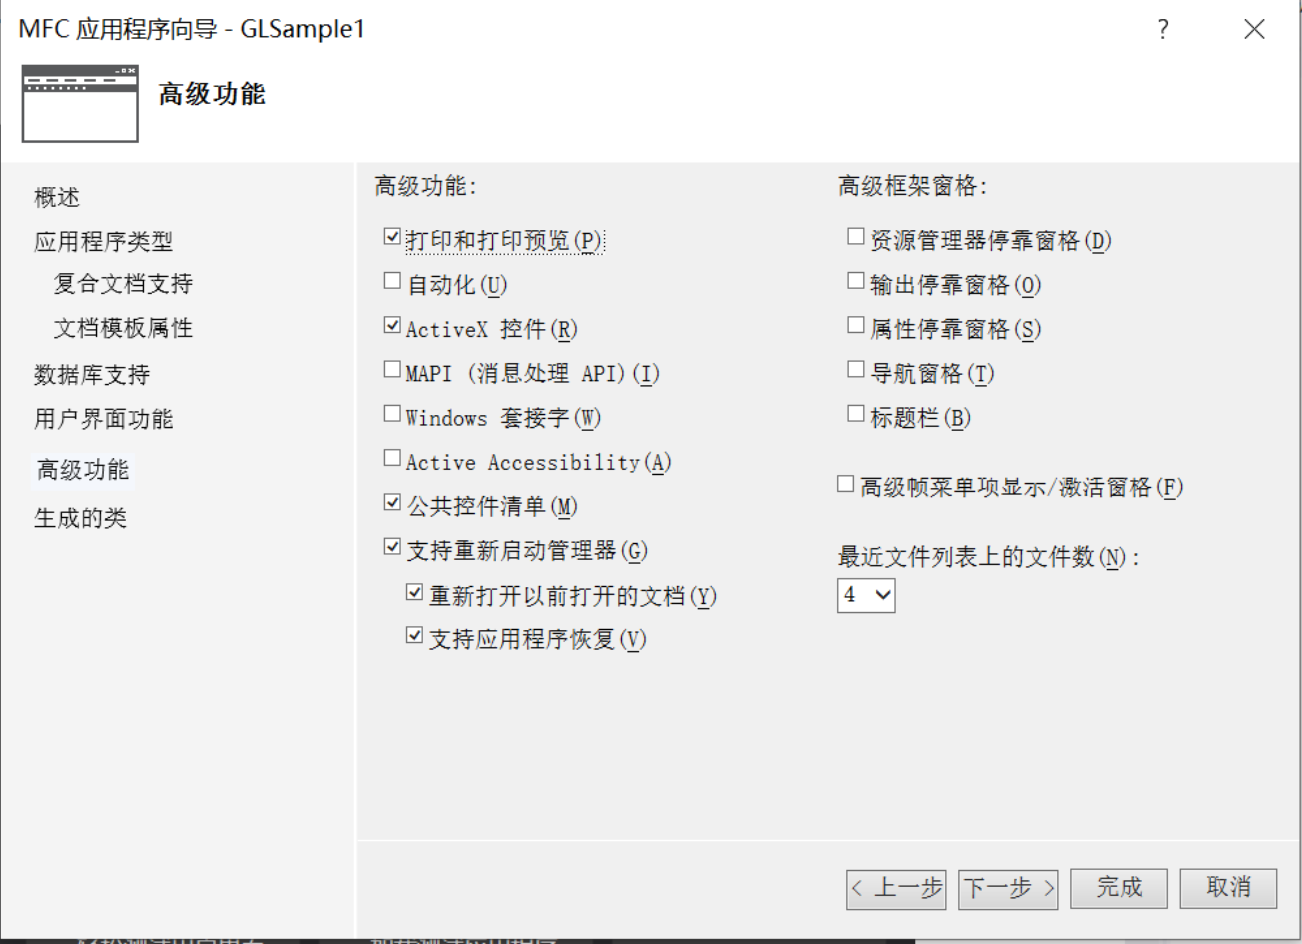 MFC 应用程序向导 - GLSample1
?
高级功能
概述
应用程序类型
复合文档支持
文档模板属性
数据库支持
用户界面功能
高级功能
生成的类
高级功能:
打印和打印预览(P)
自动化(U)
ActiveX 控件(R)
MAPI (消息处理 API)(I)
Windows 套接字(W)
Active Accessibility(A)
公共控件清单(M)
支持重新启动管理器(G)
重新打开以前打开的文档(Y)
支持应用程序恢复(V)
高级框架窗格:
资源管理器停靠窗格(D)
输出停靠窗格(O)
属性停靠窗格(S)
导航窗格(T)
标题栏(B)
高级帧菜单项显示/激活窗格(F)
最近文件列表上的文件数(N):
4
< 上一步 下一步 > 完成 取消